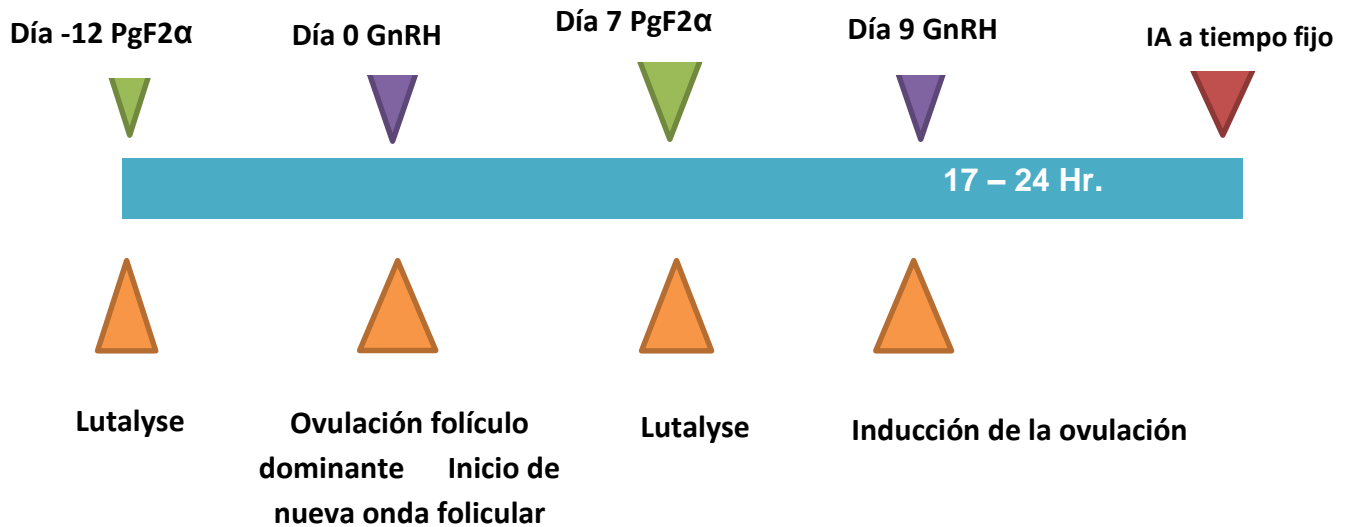 Día -12 PgF2α
Día 0 GnRH
Día 7 PgF2α
Día 9 GnRH
IA a tiempo fijo
17 – 24 Hr.
Lutalyse
Ovulación folículo
dominante Inicio de
nueva onda folicular
Lutalyse
Inducción de la ovulación